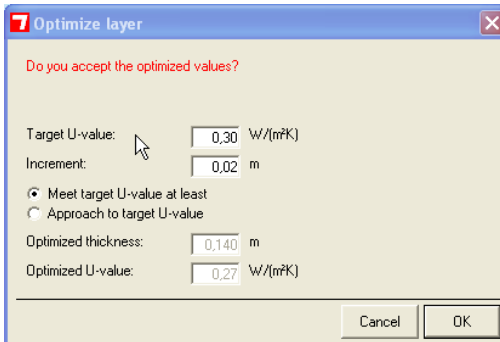 Optimize layer
Do you accept the optimized values?
Target U-value: 0,30 W/(m²K)
Increment: 0,02 m
Meet target U-value at least
Approach to target U-value
Optimized thickness: 0,140 m
Optimized U-value: 0,27 W/(m²K)
Cancel OK